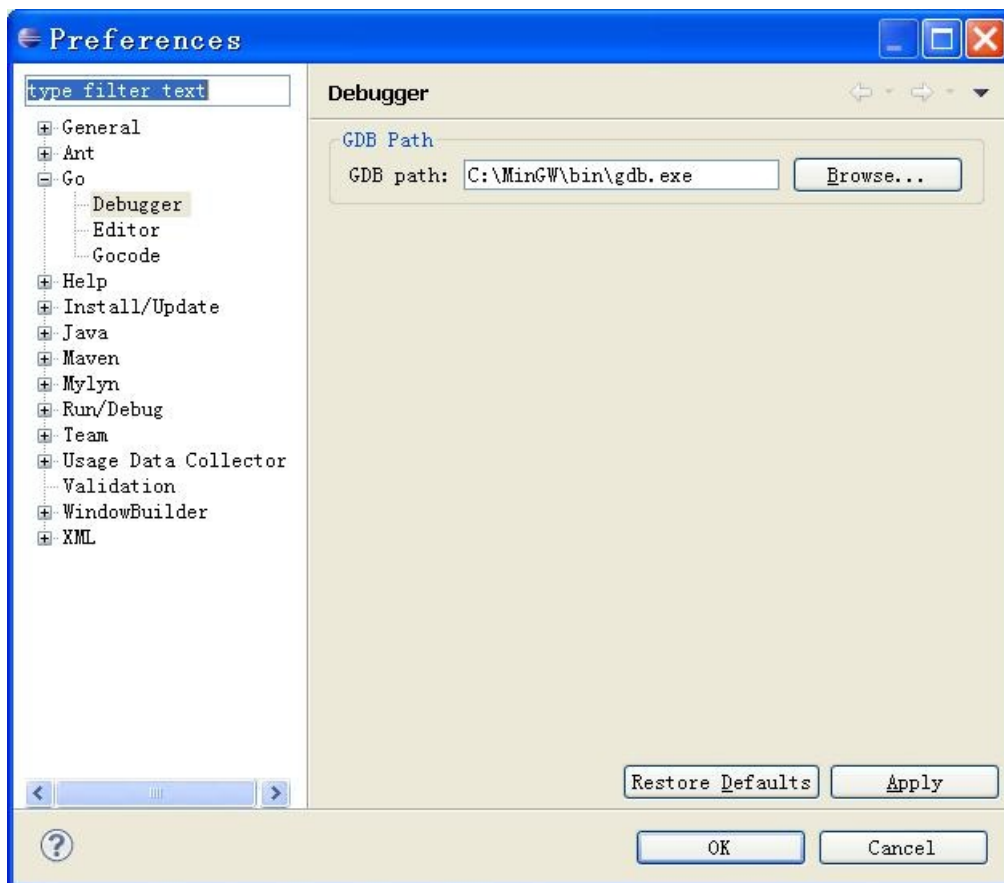 Preferences
type filter text
General
Ant
Go
Debugger
Editor
Gocode
Help
Install/Update
Java
Maven
Mylyn
Run/Debug
Team
Usage Data Collector
Validation
WindowBuilder
XML
Debugger
GDB Path
GDB path: C:\MinGW\bin\gdb.exe Browse...
Restore Defaults Apply
OK Cancel